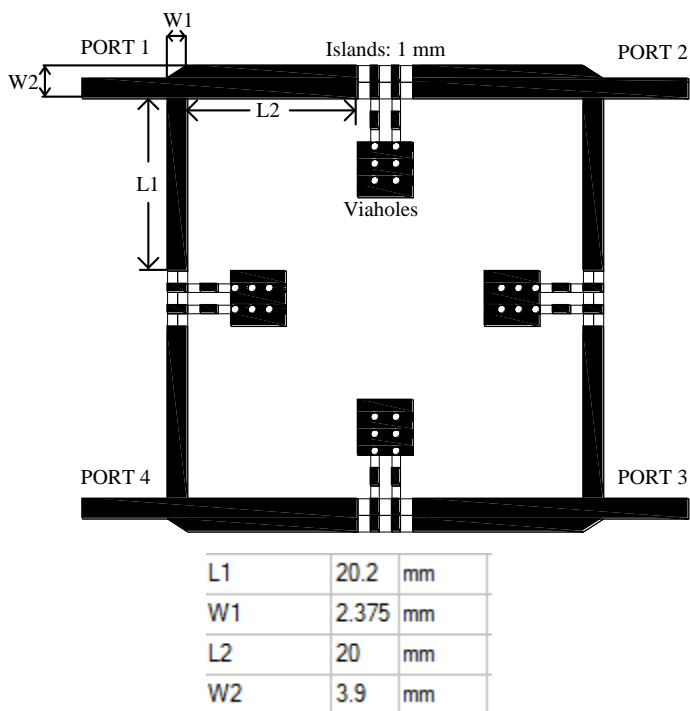 W1
PORT 1
Islands: 1 mm
PORT 2
W2
L2
L1
Viaholes
PORT 4
PORT 3
L1 20.2 mm
W1 2.375 mm
L2 20 mm
W2 3.9 mm